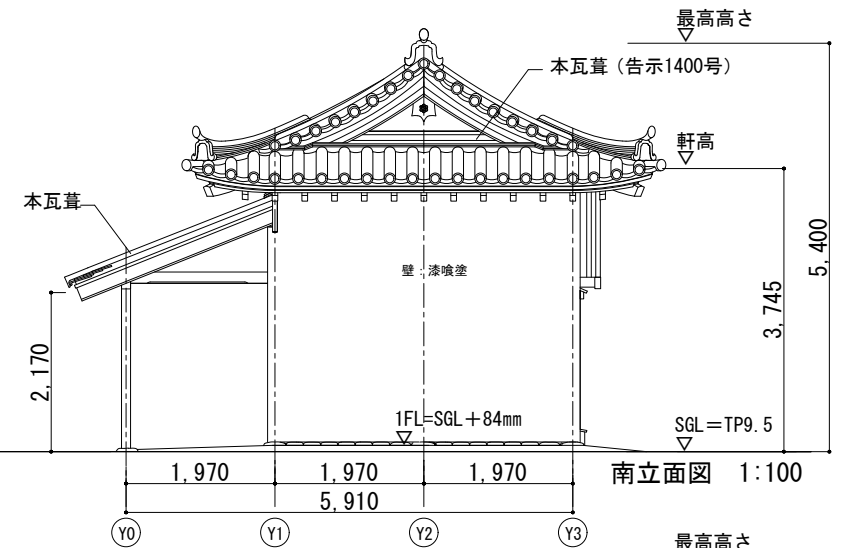 最高高さ
本瓦葺（告示1400号）
軒高
本瓦葺
5,400
壁：漆喰塗
3,745
2,170
1FL=SGL＋84mm
SGL＝TP9.5
1,970
1,970
1,970
南立面図 1:100
5,910
Y0
Y1
Y2
Y3
最高高さ